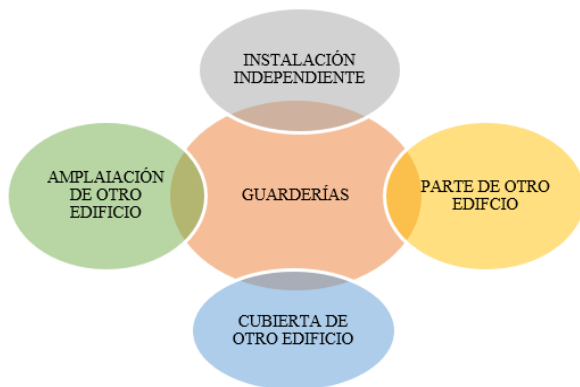 INSTALACIÓN
INDEPENDIENTE
AMPLAIACIÓN
DE OTRO
EDIFICIO
GUARDERÍAS
PARTE DE OTRO
EDIFCIO
CUBIERTA DE
OTRO EDIFICIO